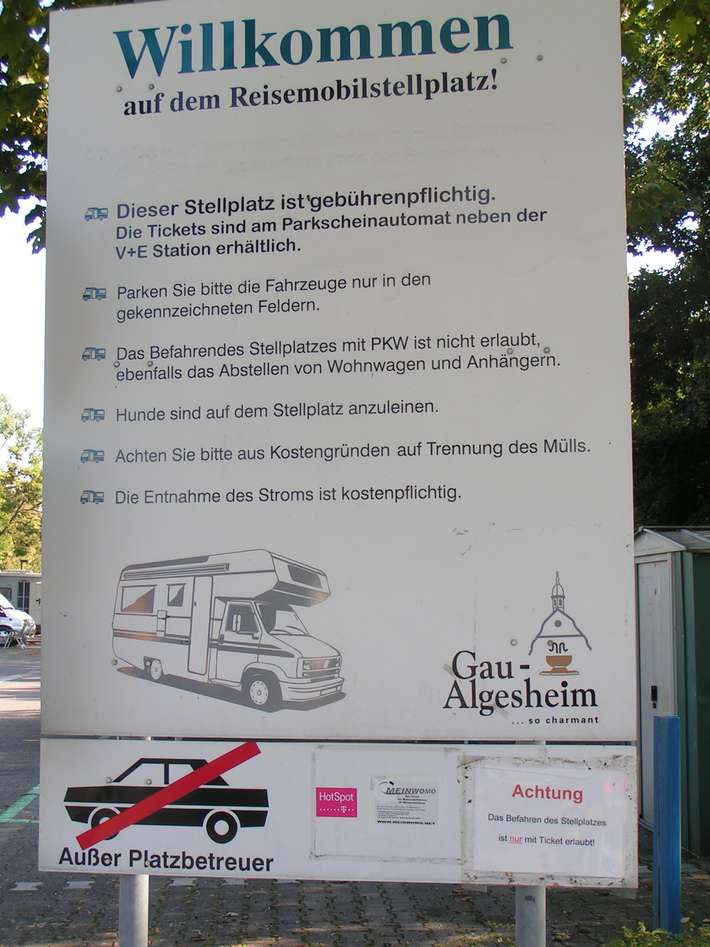 Willkommen
auf dem Reisemobilstellplatz!
Dieser Stellplatz ist gebührenpflichtig.
Die Tickets sind am Parkscheinautomat neben der
V+E Station erhältlich.
Parken Sie bitte die Fahrzeuge nur in den
gekennzeichneten Feldern.
Das Befahrendes Stellplatzes mit PKW ist nicht erlaubt,
ebenfalls das Abstellen von Wohnwagen und Anhängern.
Hunde sind auf dem Stellplatz anzuleinen.
Achten Sie bitte aus Kostengründen auf Trennung des Mülls.
Die Entnahme des Stroms ist kostenpflichtig.
Gau-
Algesheim
... so charmant
Außer Platzbetreuer
HotSpot
T
MEINWOMO
Achtung
Das Befahren des Stellplatzes
ist nur mit Ticket erlaubt!